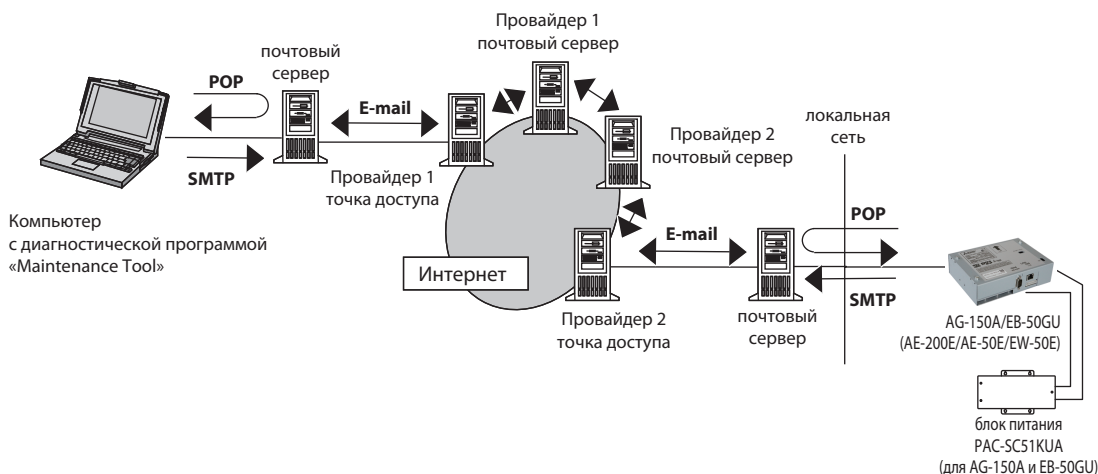 Провайдер 1
почтовый сервер
почтовый
сервер
POP
E-mail
SMTP
Провайдер 1
точка доступа
Компьютер
с диагностической программой
«Maintenance Tool»
Интернет
Провайдер 2
почтовый сервер
локальная
сеть
E-mail
POP
SMTP
Провайдер 2
точка доступа
почтовый
сервер
AG-150A/EB-50GU
(AE-200E/AE-50E/EW-50E)
блок питания
PAC-SC51KUA
(для AG-150A и EB-50GU)